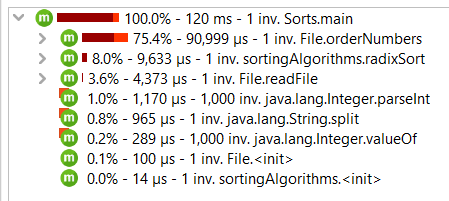 m 100.0% - 120 ms - 1 inv. Sorts.main
m 75.4% - 90,999 µs - 1 inv. File.orderNumbers
m 8.0% - 9,633 µs - 1 inv. sortingAlgorithms.radixSort
m 3.6% - 4,373 µs - 1 inv. File.readFile
m 1.0% - 1,170 µs - 1,000 inv. java.lang.Integer.parseInt
m 0.8% - 965 µs - 1 inv. java.lang.String.split
m 0.2% - 289 µs - 1,000 inv. java.lang.Integer.valueOf
m 0.1% - 100 µs - 1 inv. File.<init>
m 0.0% - 14 µs - 1 inv. sortingAlgorithms.<init>